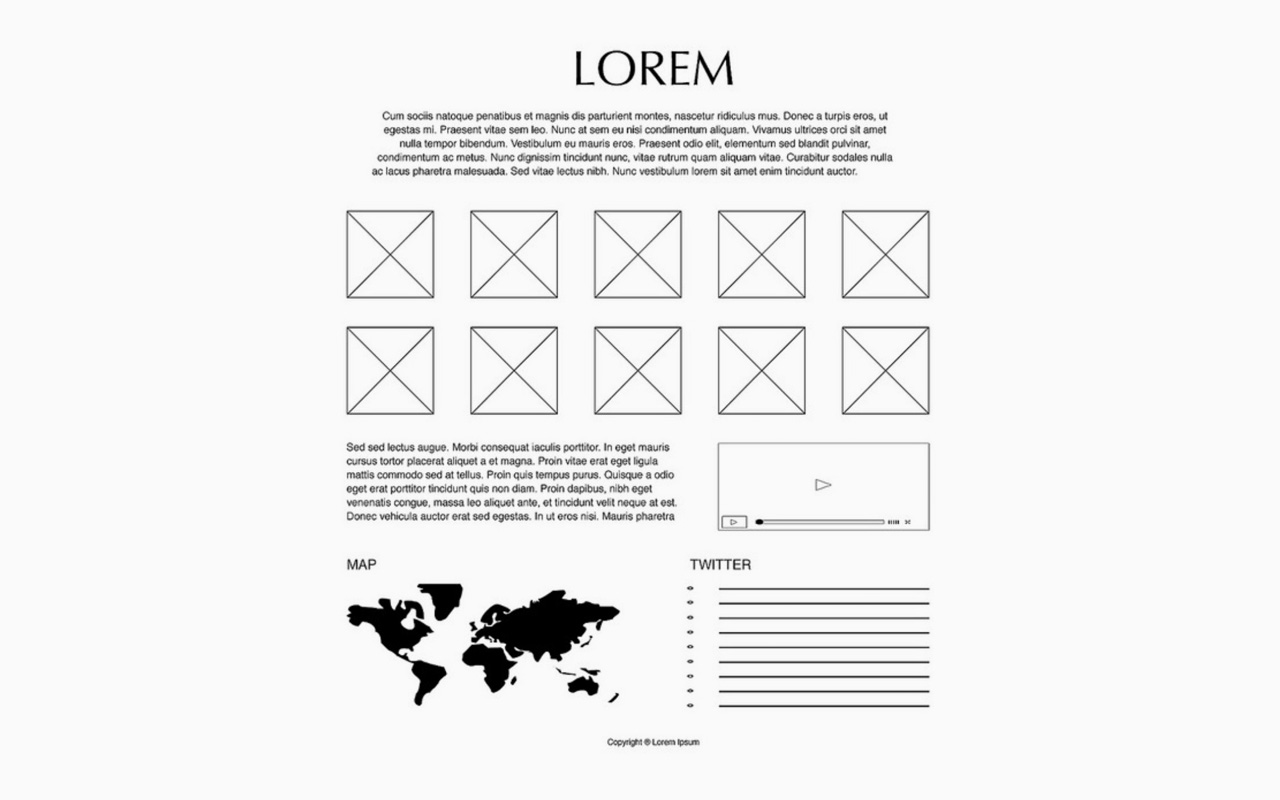 LOREM
Cum sociis natoque penatibus et magnis dis parturient montes, nascetur ridiculus mus. Donec a turpis eros, ut
egestas mi. Praesent vitae sem leo. Nunc at sem eu nisi condimentum aliquam. Vivamus ultrices orci sit amet
nulla tempor bibendum. Vestibulum eu mauris eros. Praesent odio elit, elementum sed blandit pulvinar,
condimentum ac metus. Nunc dignissim tincidunt nunc, vitae rutrum quam aliquam vitae. Curabitur sodales nulla
ac lacus pharetra malesuada. Sed vitae lectus nibh. Nunc vestibulum lorem sit amet enim tincidunt auctor.
Sed sed lectus augue. Morbi consequat iaculis porttitor. In eget mauris
cursus tortor placerat aliquet a et magna. Proin vitae erat eget ligula
mattis commodo sed at tellus. Proin quis tempus purus. Quisque a odio
eget erat porttitor tincidunt quis non diam. Proin dapibus, nibh eget
venenatis congue, massa leo aliquet ante, et tincidunt velit neque at est.
Donec vehicula auctor erat sed egestas. In ut eros nisi. Mauris pharetra
MAP
TWITTER
Copyright ® Lorem Ipsum